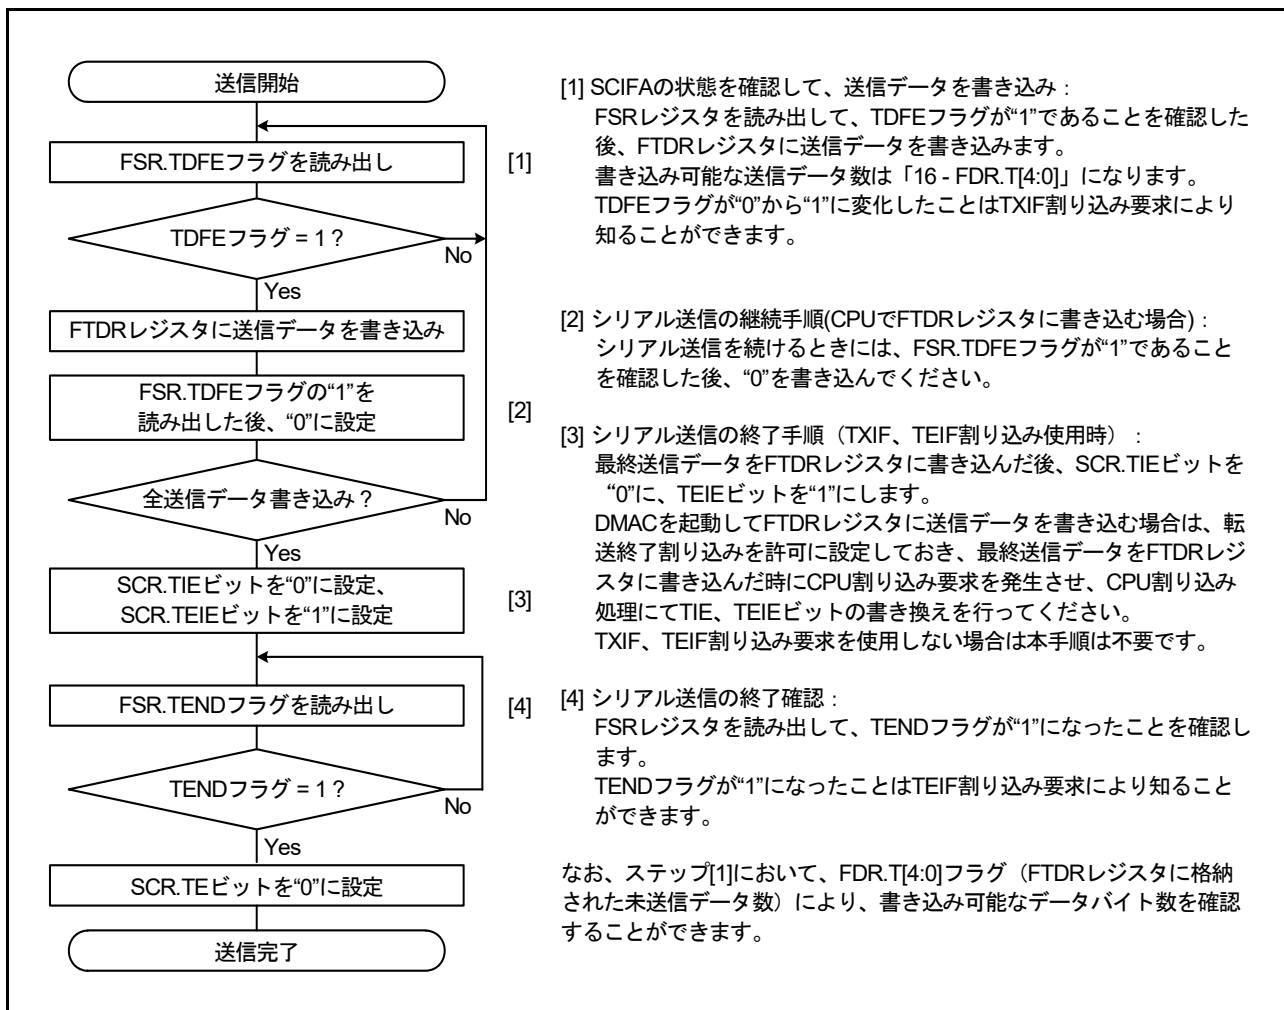 送信開始
FSR.TDFEフラグを読み出し
[1]
TDFEフラグ = 1？
No
Yes
FTDRレジスタに送信データを書き込み
FSR.TDFEフラグの“1”を
読み出した後、“0”に設定
[2]
全送信データ書き込み？
No
Yes
SCR.TIEビットを“0”に設定、
SCR.TEIEビットを“1”に設定
[3]
FSR.TENDフラグを読み出し
[4]
TENDフラグ = 1？
No
Yes
SCR.TEビットを“0”に設定
送信完了
[1] SCIFAの状態を確認して、送信データを書き込み：
FSRレジスタを読み出して、TDFEフラグが“1”であることを確認した
後、FTDRレジスタに送信データを書き込みます。
書き込み可能な送信データ数は「16 - FDR.T[4:0]」になります。
TDFEフラグが“0”から“1”に変化したことはTXIF割り込み要求により
知ることができます。
[2] シリアル送信の継続手順(CPUでFTDRレジスタに書き込む場合)：
シリアル送信を続けるときには、FSR.TDFEフラグが“1”であること
を確認した後、“0”を書き込んでください。
[3] シリアル送信の終了手順（TXIF、TEIF割り込み使用時）：
最終送信データをFTDRレジスタに書き込んだ後、SCR.TIEビットを
“0”に、TEIEビットを“1”にします。
DMACを起動してFTDRレジスタに送信データを書き込む場合は、転
送終了割り込みを許可に設定しておき、最終送信データをFTDRレジ
スタに書き込んだ時にCPU割り込み要求を発生させ、CPU割り込み
処理にてTIE、TEIEビットの書き換えを行ってください。
TXIF、TEIF割り込み要求を使用しない場合は本手順は不要です。
[4] シリアル送信の終了確認：
FSRレジスタを読み出して、TENDフラグが“1”になったことを確認し
ます。
TENDフラグが“1”になったことはTEIF割り込み要求により知ること
ができます。
なお、ステップ[1]において、FDR.T[4:0]フラグ（FTDRレジスタに格納
された未送信データ数）により、書き込み可能なデータバイト数を確認
することができます。